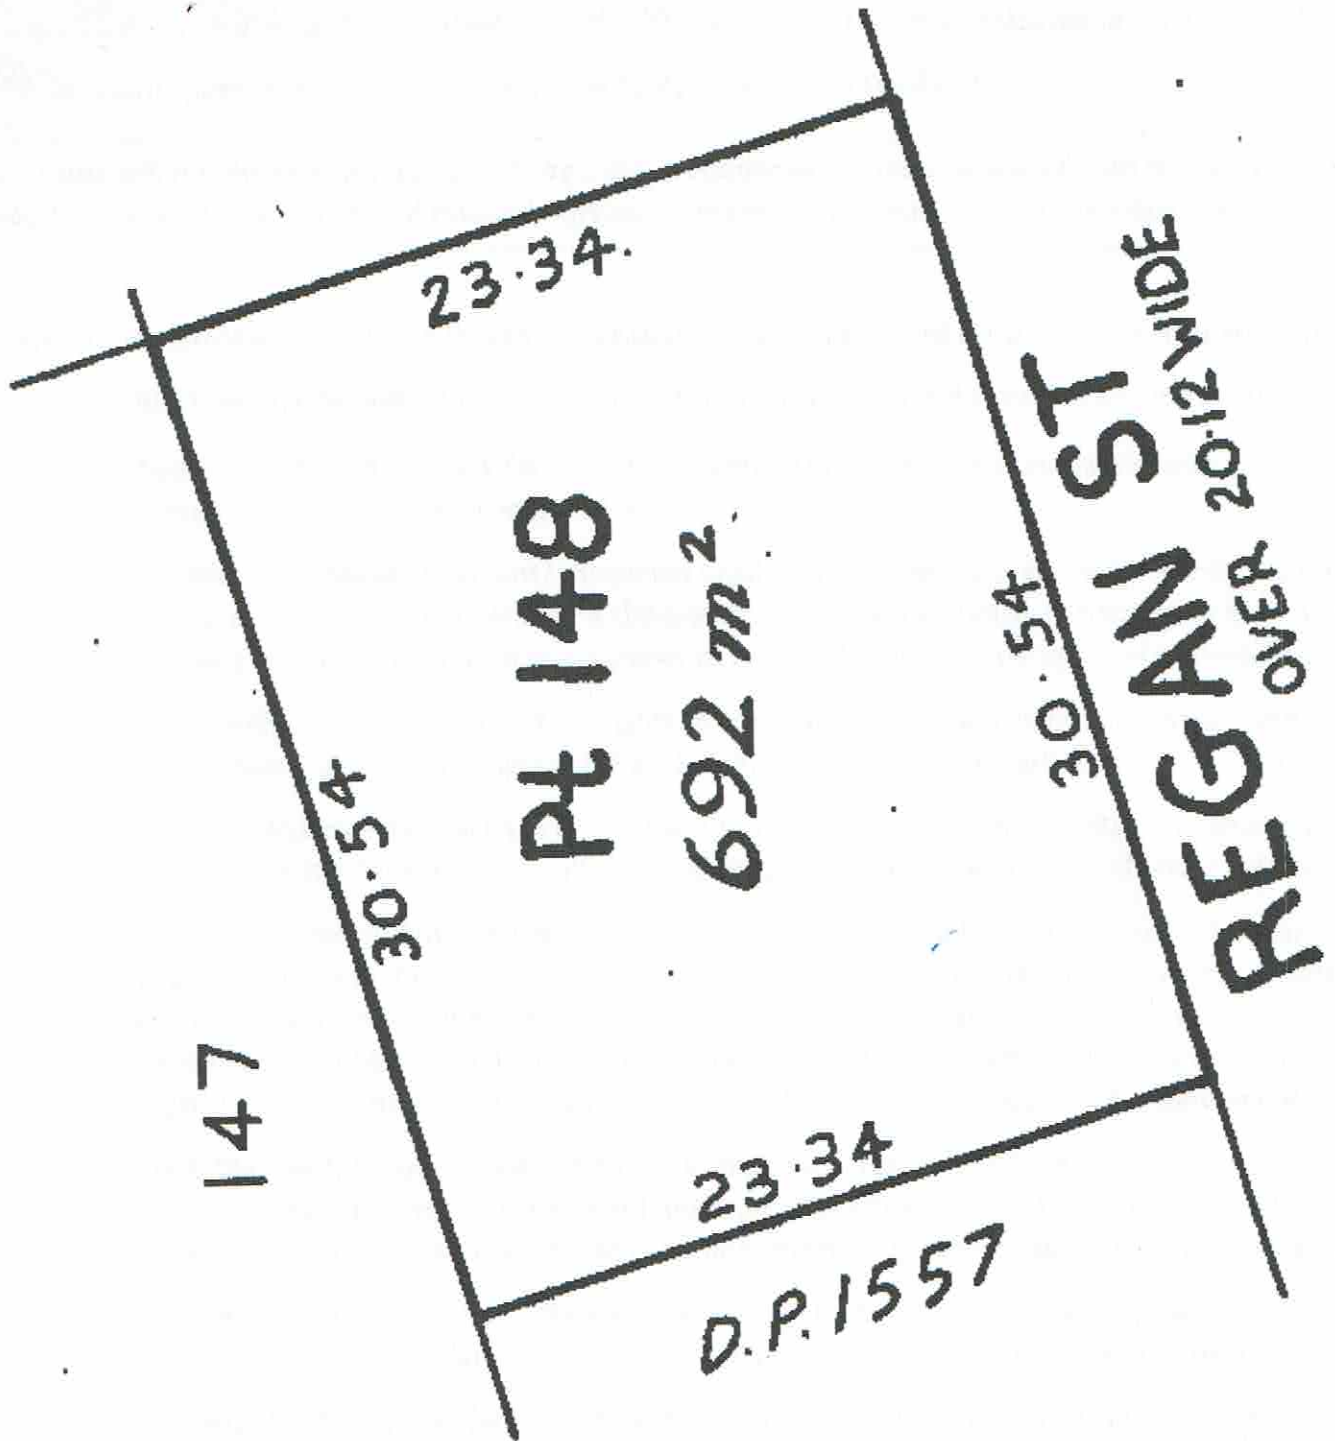 147
30·54
23·34.
Pt 148
692 m²
23·34
D.P. 1557
30·54
REGAN ST
OVER 20·12 WIDE